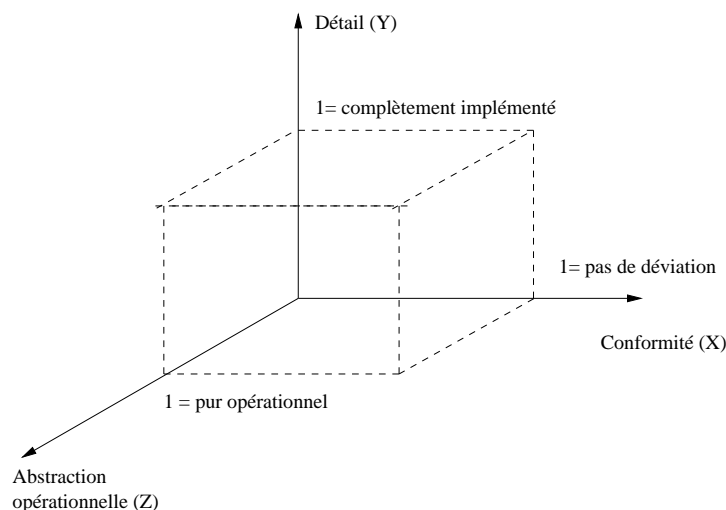 Détail (Y)
1= complètement implémenté
1= pas de déviation
Conformité (X)
1 = pur opérationnel
Abstraction
opérationnelle (Z)